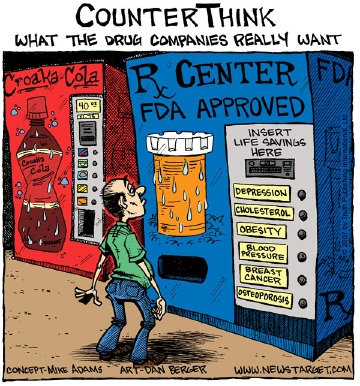 COUNTERTHINK
WHAT THE DRUG COMPANIES REALLY WANT
Croaka-Cola
40 oz
Croaka
Cola
Rx CENTER
FDA APPROVED
FD
INSERT
LIFE SAVINGS
HERE
DEPRESSION
CHOLESTEROL
OBESITY
BLOOD
PRESSURE
BREAST
CANCER
OSTEOPOROSIS
R
CONCEPT-MIKE ADAMS
ART-DAN BERGER
WWW.NEWSTARGET.COM